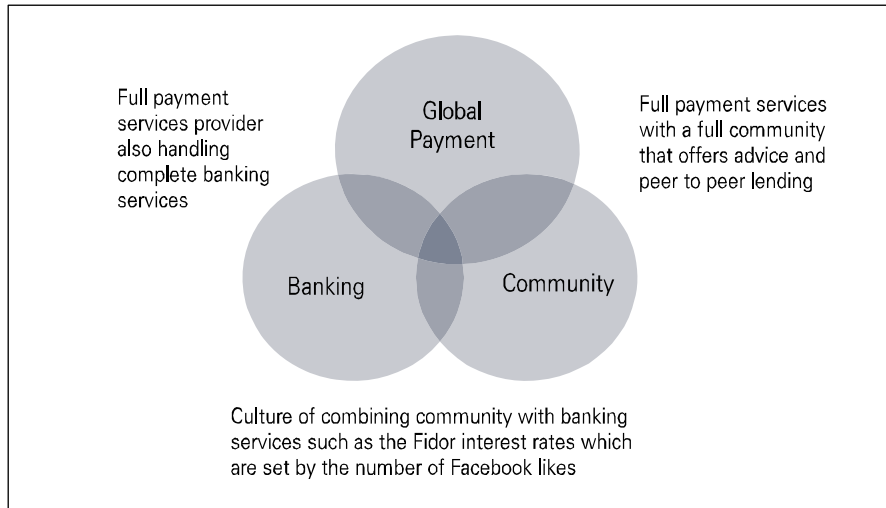 Full payment
services provider
also handling
complete banking
services
Global
Payment
Full payment services
with a full community
that offers advice and
peer to peer lending
Banking
Community
Culture of combining community with banking
services such as the Fidor interest rates which
are set by the number of Facebook likes